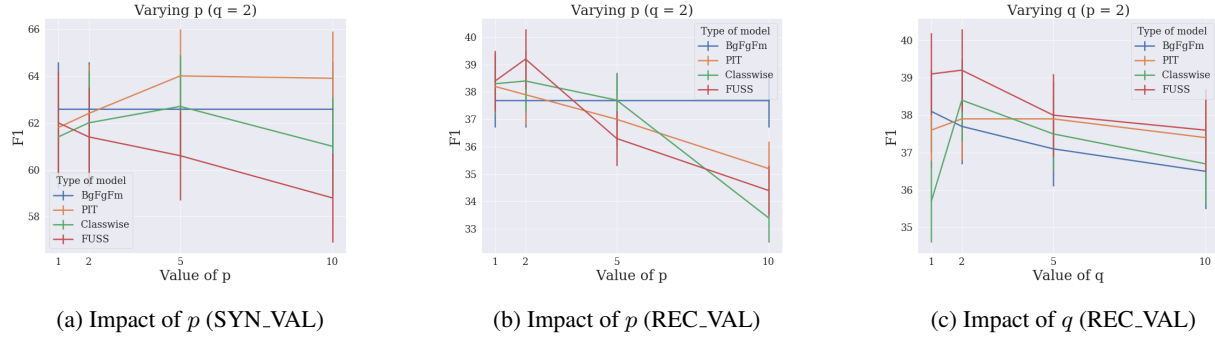 Varying p (q = 2)
66
64
62
60
58
F1
Type of model
BgFgFm
PIT
Classwise
FUSS
1
2
5
10
Value of p
(a) Impact of p (SYN_VAL)
Varying p (q = 2)
40
39
38
37
36
35
34
33
F1
Type of model
BgFgFm
PIT
Classwise
FUSS
1
2
5
10
Value of p
(b) Impact of p (REC_VAL)
Varying q (p = 2)
40
39
38
37
36
35
F1
Type of model
BgFgFm
PIT
Classwise
FUSS
1
2
5
10
Value of q
(c) Impact of q (REC_VAL)